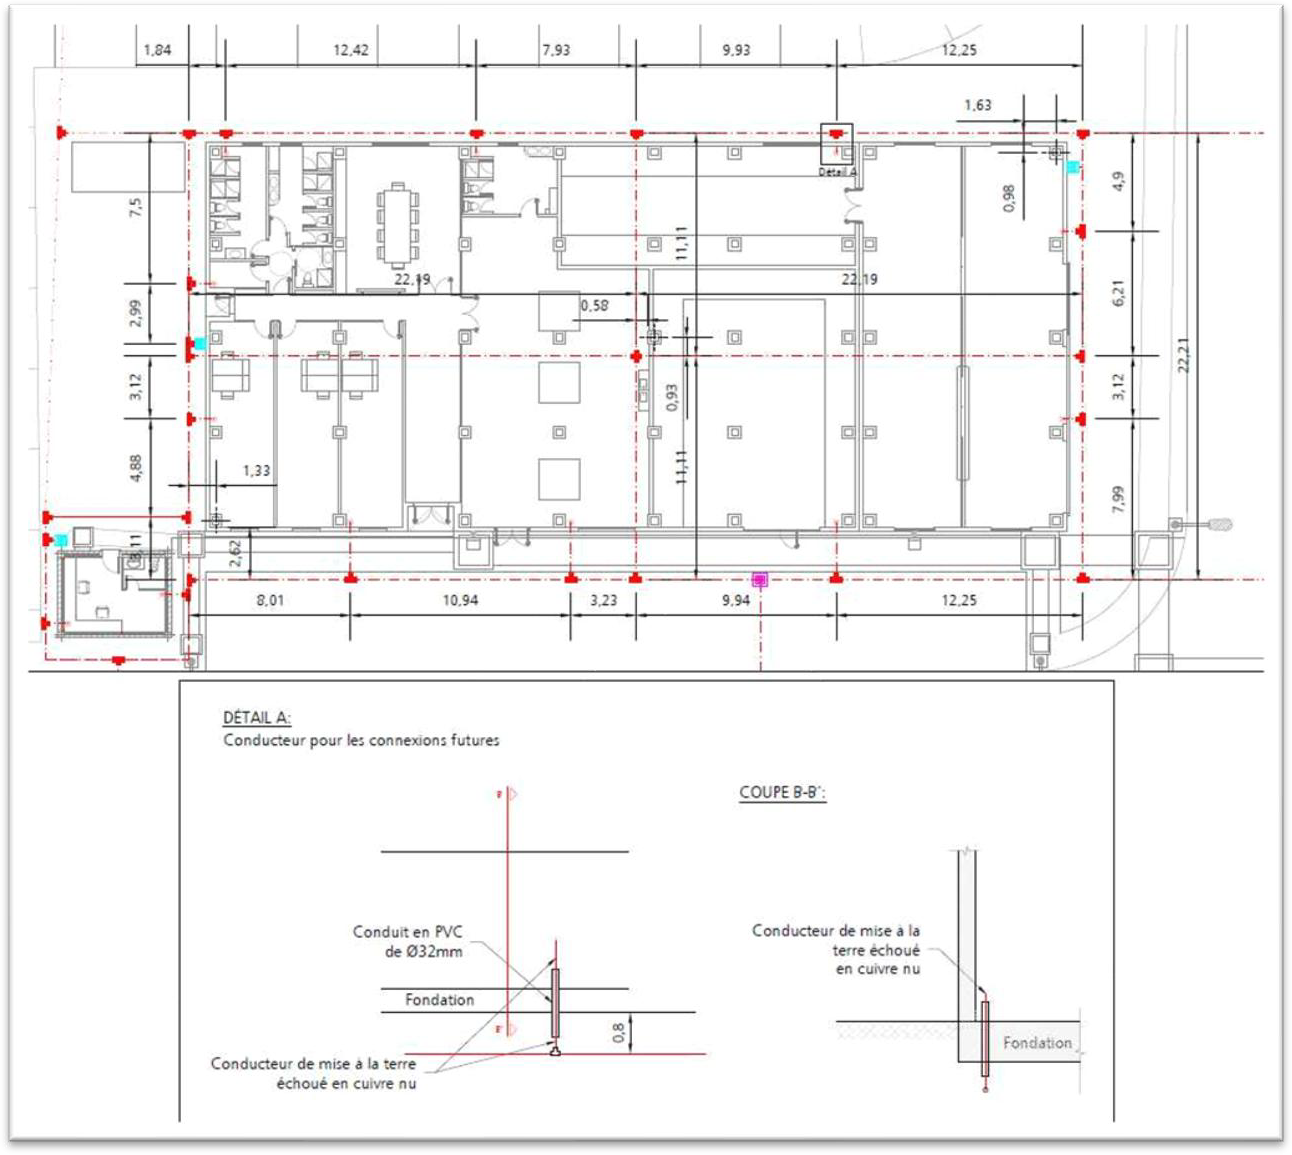 1,84
12,42
7,93
9,93
12,25
1,63
Détail A
7,5
11,11
0,98
4,9
22,19
22,19
0,58
2,99
6,21
3,12
0,93
3,12
22,21
4,88
1,33
11,11
7,99
2,62
8,01
10,94
3,23
9,94
12,25
DÉTAIL A:
Conducteur pour les connexions futures
COUPE B-B':
Conduit en PVC
de Ø32mm
Fondation
0,8
Conducteur de mise à la terre
échoué en cuivre nu
Conducteur de mise à la
terre échoué
en cuivre nu
Fondation